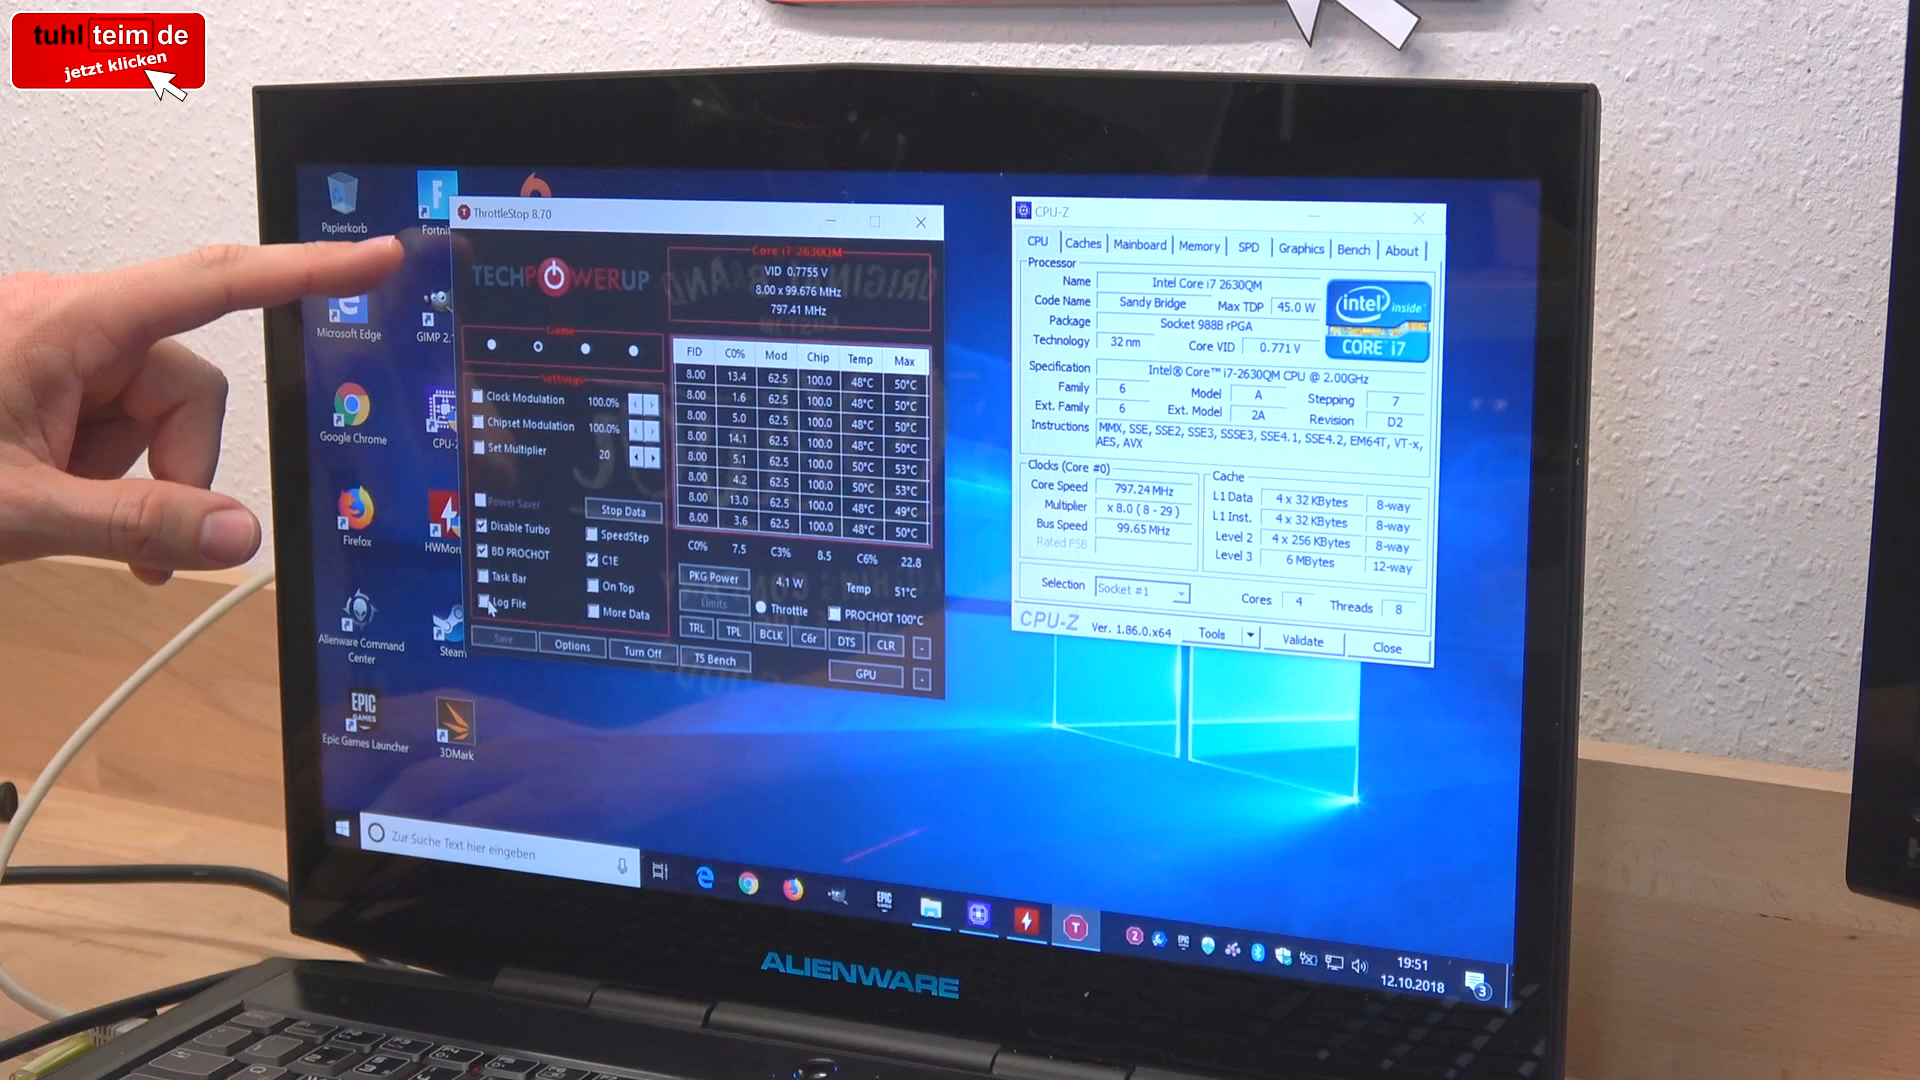 tuhl teim de
jetzt klicken
Papierkorb
Fortni
Microsoft Edge
GIMP 2.
Google Chrome
CPU-Z
Firefox
HWMon
Alienware Command
Center
Steam
EPIC
GAMES
Epic Games Launcher
3DMark
ThrottleStop 8.70
TECHPOWERUP
Core i7-2630QM
VID 0.7755 V
8.00 x 99.676 MHz
797.41 MHz
Game
Settings
Clock Modulation 100.0%
Chipset Modulation 100.0%
Set Multiplier 20
Power Saver
Stop Data
Disable Turbo
SpeedStep
BD PROCHOT
C1E
Task Bar
On Top
Log File
More Data
Save
Options
Turn Off
FID C0% Mod Chip Temp Max
8.00 13.4 62.5 100.0 48°C 50°C
8.00 1.6 62.5 100.0 48°C 50°C
8.00 5.0 62.5 100.0 48°C 50°C
8.00 14.1 62.5 100.0 48°C 50°C
8.00 5.1 62.5 100.0 50°C 53°C
8.00 4.2 62.5 100.0 50°C 53°C
8.00 13.0 62.5 100.0 48°C 49°C
8.00 3.6 62.5 100.0 48°C 50°C
C0% 7.5 C3% 8.5 C6% 22.8
PKG Power 4.1 W Temp 51°C
Limits Throttle PROCHOT 100°C
TRL TPL BCLK C6r DTS CLR -
TS Bench GPU -
CPU-Z
CPU Caches Mainboard Memory SPD Graphics Bench About
Processor
Name Intel Core i7 2630QM
Code Name Sandy Bridge Max TDP 45.0 W
Package Socket 988B rPGA
Technology 32 nm Core VID 0.771 V
intel inside™
CORE i7
Specification Intel® Core™ i7-2630QM CPU @ 2.00GHz
Family 6 Model A Stepping 7
Ext. Family 6 Ext. Model 2A Revision D2
Instructions MMX, SSE, SSE2, SSE3, SSSE3, SSE4.1, SSE4.2, EM64T, VT-x,
AES, AVX
Clocks (Core #0)
Core Speed 797.24 MHz
Multiplier x 8.0 ( 8 - 29 )
Bus Speed 99.65 MHz
Rated FSB
Cache
L1 Data 4 x 32 KBytes 8-way
L1 Inst. 4 x 32 KBytes 8-way
Level 2 4 x 256 KBytes 8-way
Level 3 6 MBytes 12-way
Selection Socket #1 Cores 4 Threads 8
CPU-Z Ver. 1.86.0.x64 Tools Validate Close
Zur Suche Text hier eingeben
EPIC
T
2
19:51
12.10.2018
3
ALIENWARE